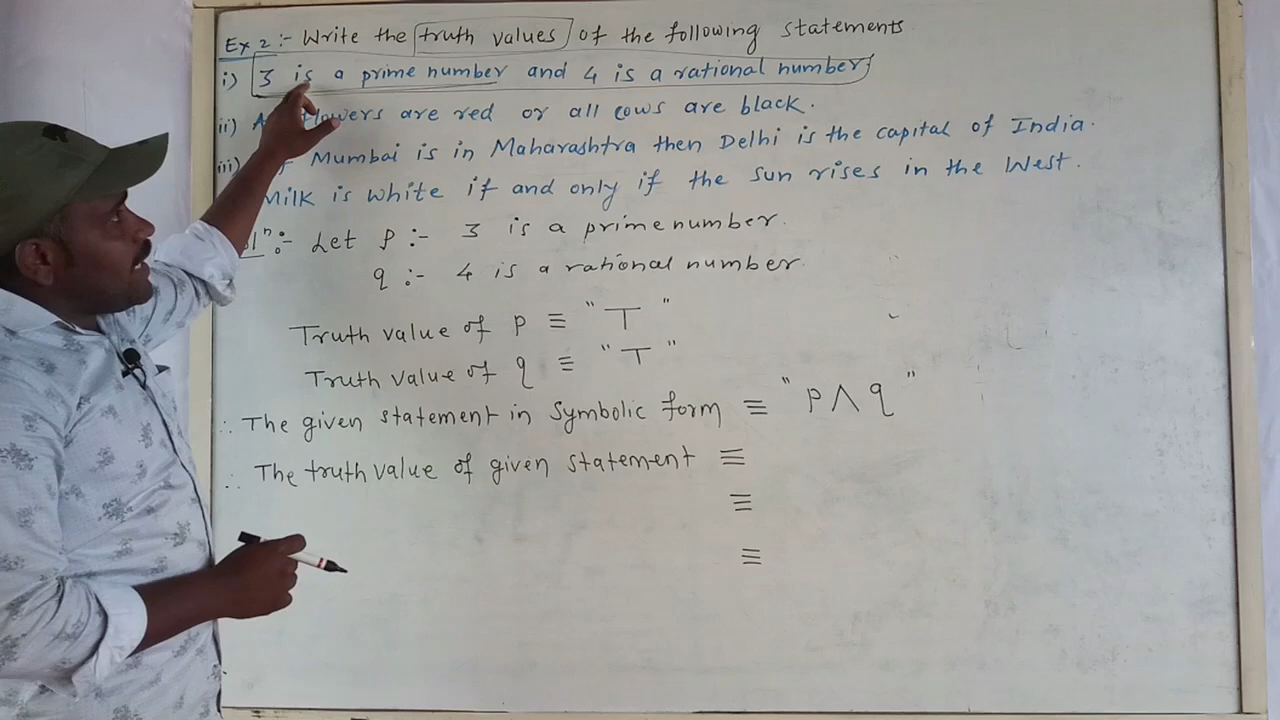 Ex 2 :- Write the truth values of the following statements
i) 3 is a prime number and 4 is a rational number
ii) flowers are red or all cows are black.
iii) Mumbai is in Maharashtra then Delhi is the capital of India.
Milk is white if and only if the sun rises in the West.
Let p :- 3 is a prime number.
q :- 4 is a rational number.
Truth value of p ≡ "T"
Truth value of q ≡ "T"
∴ The given statement in symbolic form ≡ "p ∧ q"
∴ The truth value of given statement ≡
≡
≡